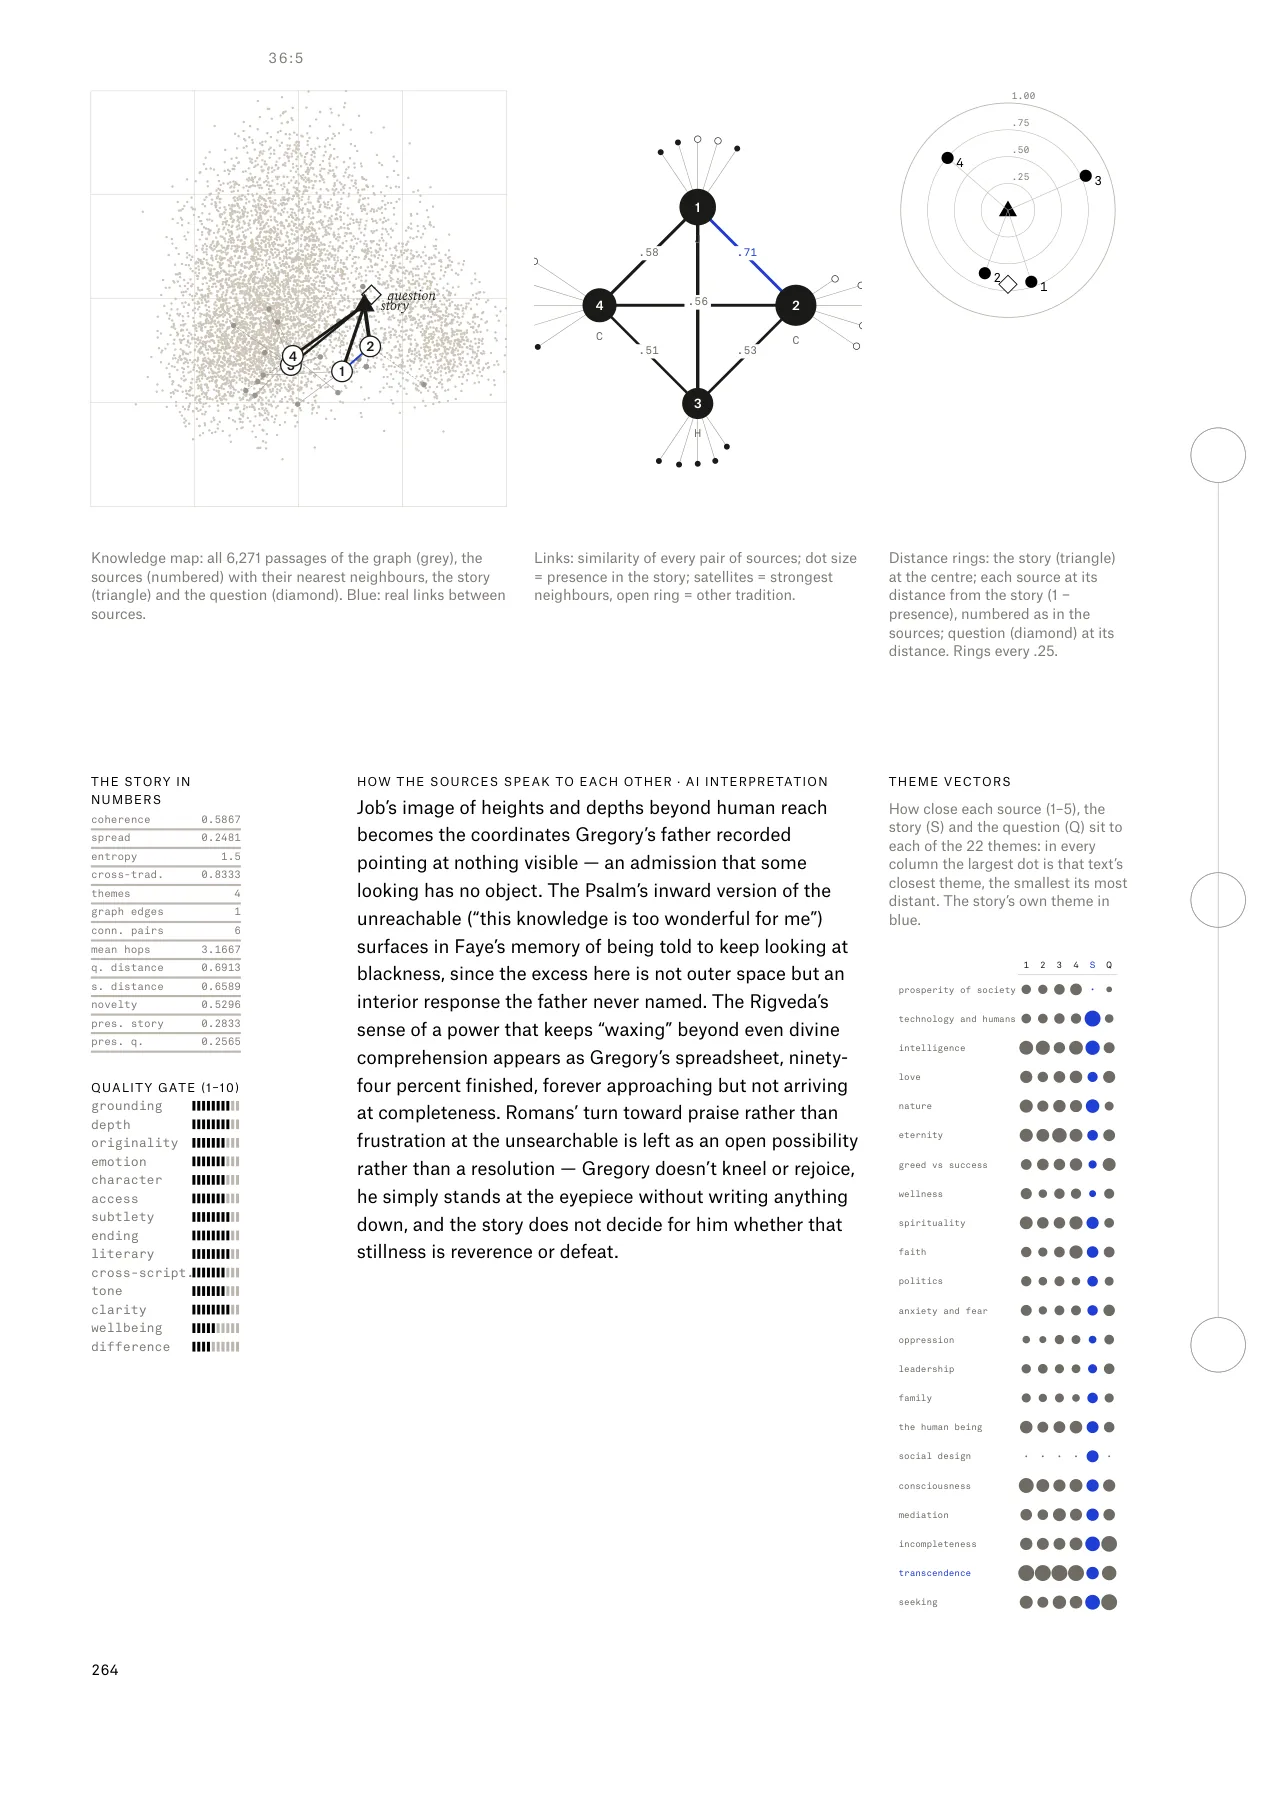 36:5
question
story
4
3
2
1
1
.58
.71
4
.56
2
C
C
.51
.53
3
H
1.00
.75
.50
.25
4
3
2
1
Knowledge map: all 6,271 passages of the graph (grey), the
sources (numbered) with their nearest neighbours, the story
(triangle) and the question (diamond). Blue: real links between
sources.
Links: similarity of every pair of sources; dot size
= presence in the story; satellites = strongest
neighbours, open ring = other tradition.
Distance rings: the story (triangle)
at the centre; each source at its
distance from the story (1 –
presence), numbered as in the
sources; question (diamond) at its
distance. Rings every .25.
THE STORY IN
NUMBERS
coherence 0.5867
spread 0.2481
entropy 1.5
cross-trad. 0.8333
themes 4
graph edges 1
conn. pairs 6
mean hops 3.1667
q. distance 0.6913
s. distance 0.6589
novelty 0.5296
pres. story 0.2833
pres. q. 0.2565
QUALITY GATE (1–10)
grounding
depth
originality
emotion
character
access
subtlety
ending
literary
cross-script.
tone
clarity
wellbeing
difference
HOW THE SOURCES SPEAK TO EACH OTHER · AI INTERPRETATION
Job’s image of heights and depths beyond human reach
becomes the coordinates Gregory’s father recorded
pointing at nothing visible — an admission that some
looking has no object. The Psalm’s inward version of the
unreachable (“this knowledge is too wonderful for me”)
surfaces in Faye’s memory of being told to keep looking at
blackness, since the excess here is not outer space but an
interior response the father never named. The Rigveda’s
sense of a power that keeps “waxing” beyond even divine
comprehension appears as Gregory’s spreadsheet, ninety-
four percent finished, forever approaching but not arriving
at completeness. Romans’ turn toward praise rather than
frustration at the unsearchable is left as an open possibility
rather than a resolution — Gregory doesn’t kneel or rejoice,
he simply stands at the eyepiece without writing anything
down, and the story does not decide for him whether that
stillness is reverence or defeat.
THEME VECTORS
How close each source (1–5), the
story (S) and the question (Q) sit to
each of the 22 themes: in every
column the largest dot is that text’s
closest theme, the smallest its most
distant. The story’s own theme in
blue.
1 2 3 4 S Q
prosperity of society
technology and humans
intelligence
love
nature
eternity
greed vs success
wellness
spirituality
faith
politics
anxiety and fear
oppression
leadership
family
the human being
social design
consciousness
mediation
incompleteness
transcendence
seeking
264